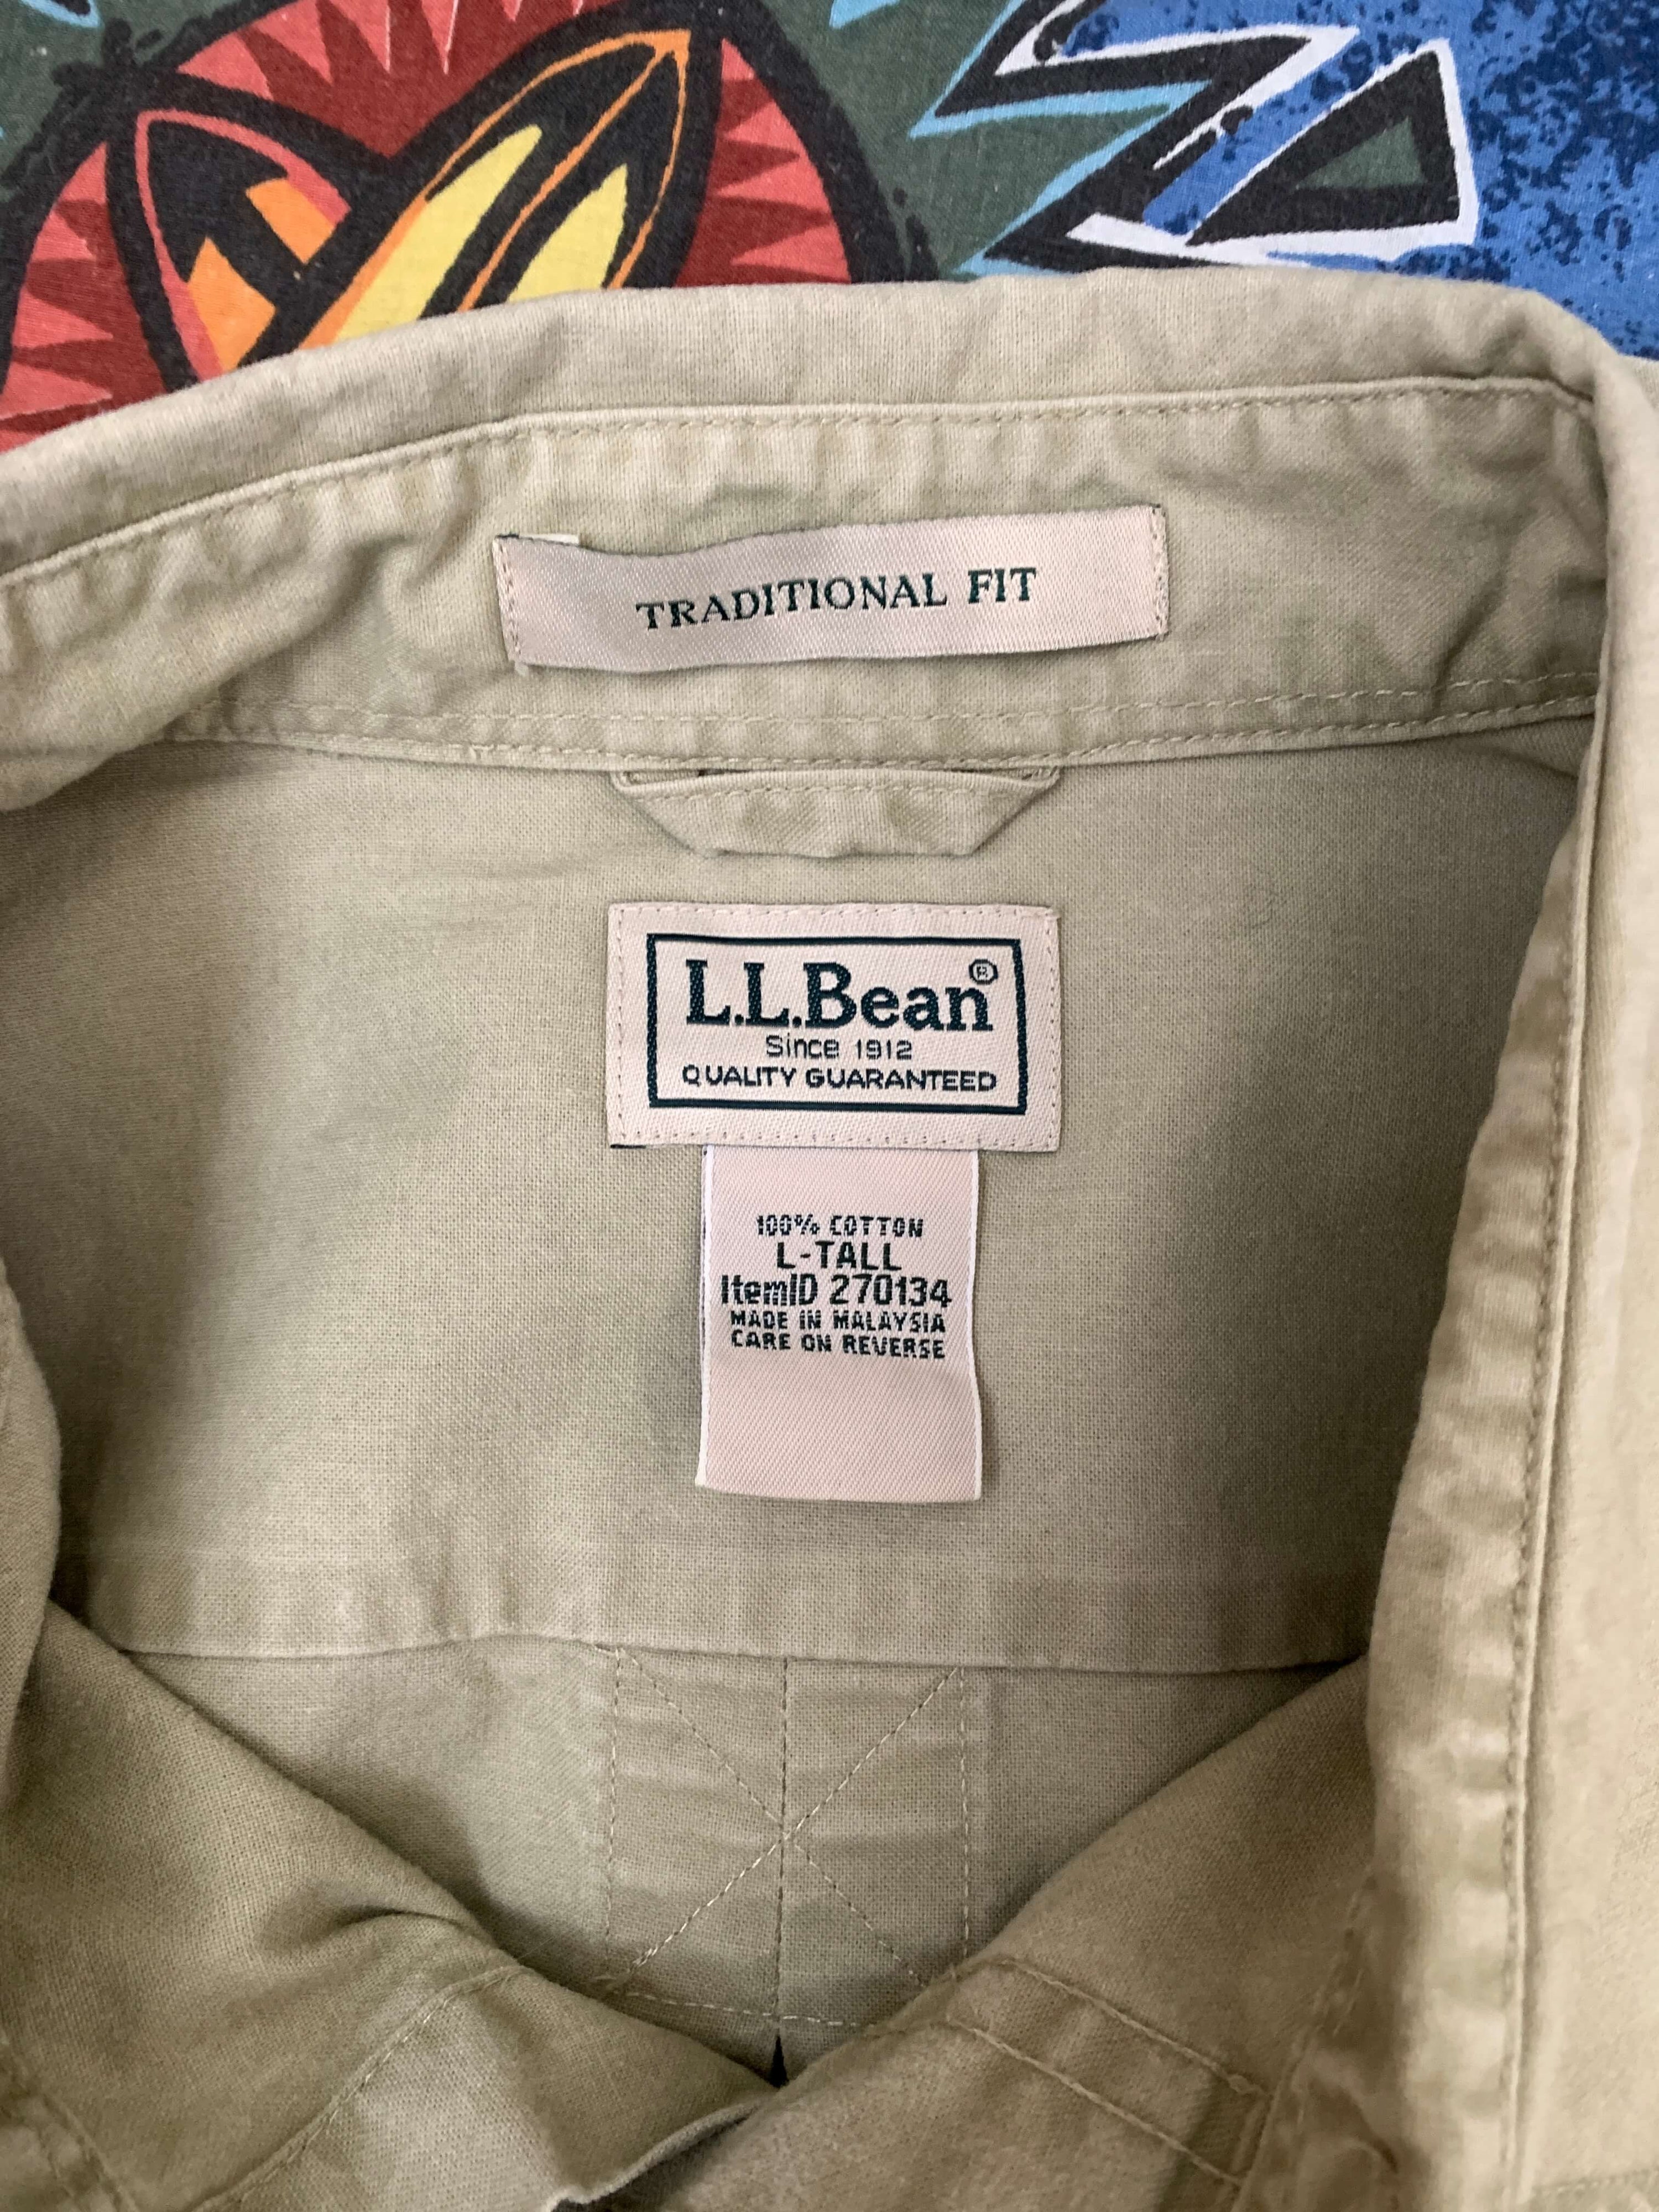 TRADITIONAL FIT
L.L.Bean®
Since 1912
QUALITY GUARANTEED
100% COTTON
L-TALL
ItemID 270134
MADE IN MALAYSIA
CARE ON REVERSE